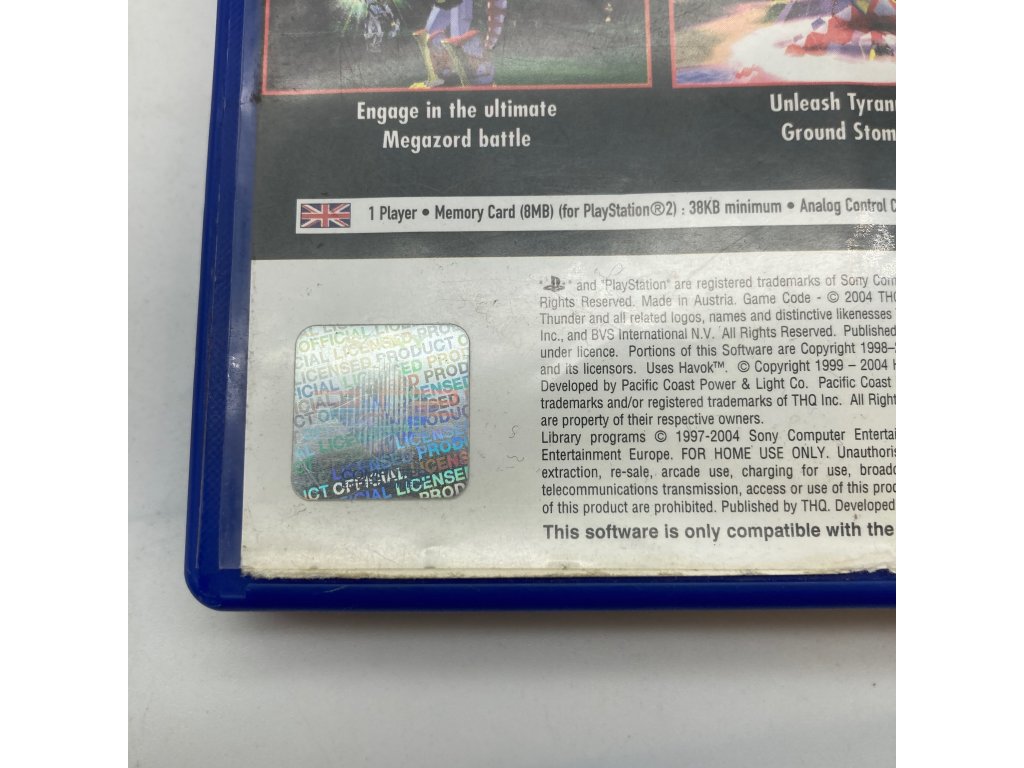 Engage in the ultimate
Megazord battle
Unleash Tyran
Ground Stom
1 Player • Memory Card (8MB) (for PlayStation®2) : 38KB minimum • Analog Control C
OFFICIAL LICENSED PRODUCT
" " and "PlayStation" are registered trademarks of Sony Com
Rights Reserved. Made in Austria. Game Code - © 2004 THQ
Thunder and all related logos, names and distinctive likenesses
Inc., and BVS International N.V. All Rights Reserved. Published
under licence. Portions of this Software are Copyright 1998-
and its licensors. Uses Havok™. © Copyright 1999 – 2004 H
Developed by Pacific Coast Power & Light Co. Pacific Coast
trademarks and/or registered trademarks of THQ Inc. All Right
are property of their respective owners.
Library programs © 1997-2004 Sony Computer Enterta
Entertainment Europe. FOR HOME USE ONLY. Unauthoris
extraction, re-sale, arcade use, charging for use, broadc
telecommunications transmission, access or use of this prod
of this product are prohibited. Published by THQ. Developed
This software is only compatible with the